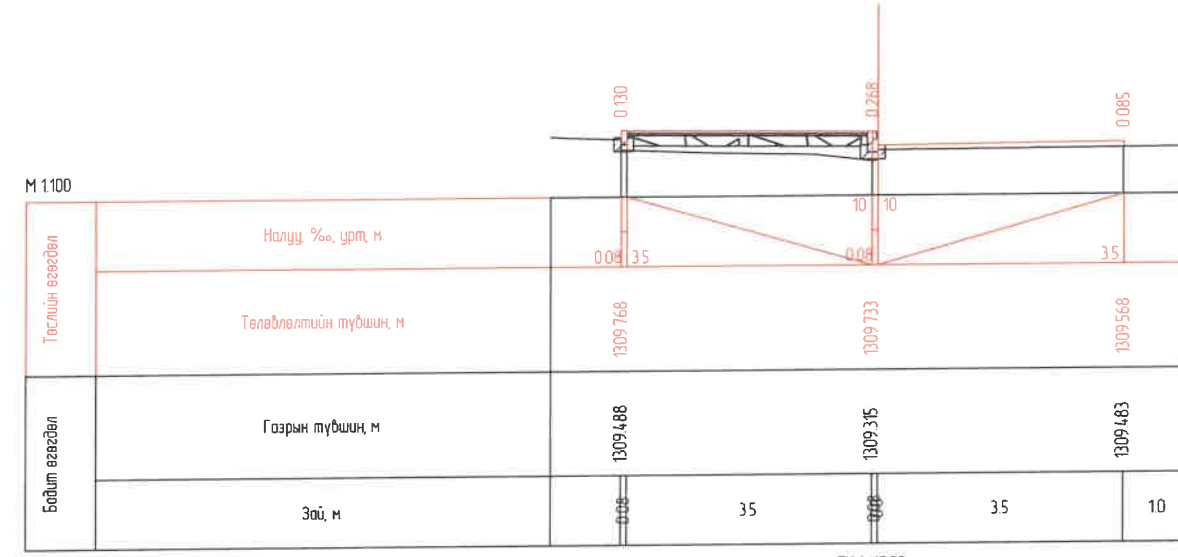 0.130
0.268
0.085
М 1:100
Төслийн өгөгдөл
Налуу, ‰, урт, м
0.08 3.5
10 10
0.08
3.5
Төлөвлөлтийн түвшин, м
1309.768
1309.733
1309.568
Бодит өгөгдөл
Газрын түвшин, м
1309.488
1309.315
1309.483
Зай, м
0.08
3.5
3.5
1.0